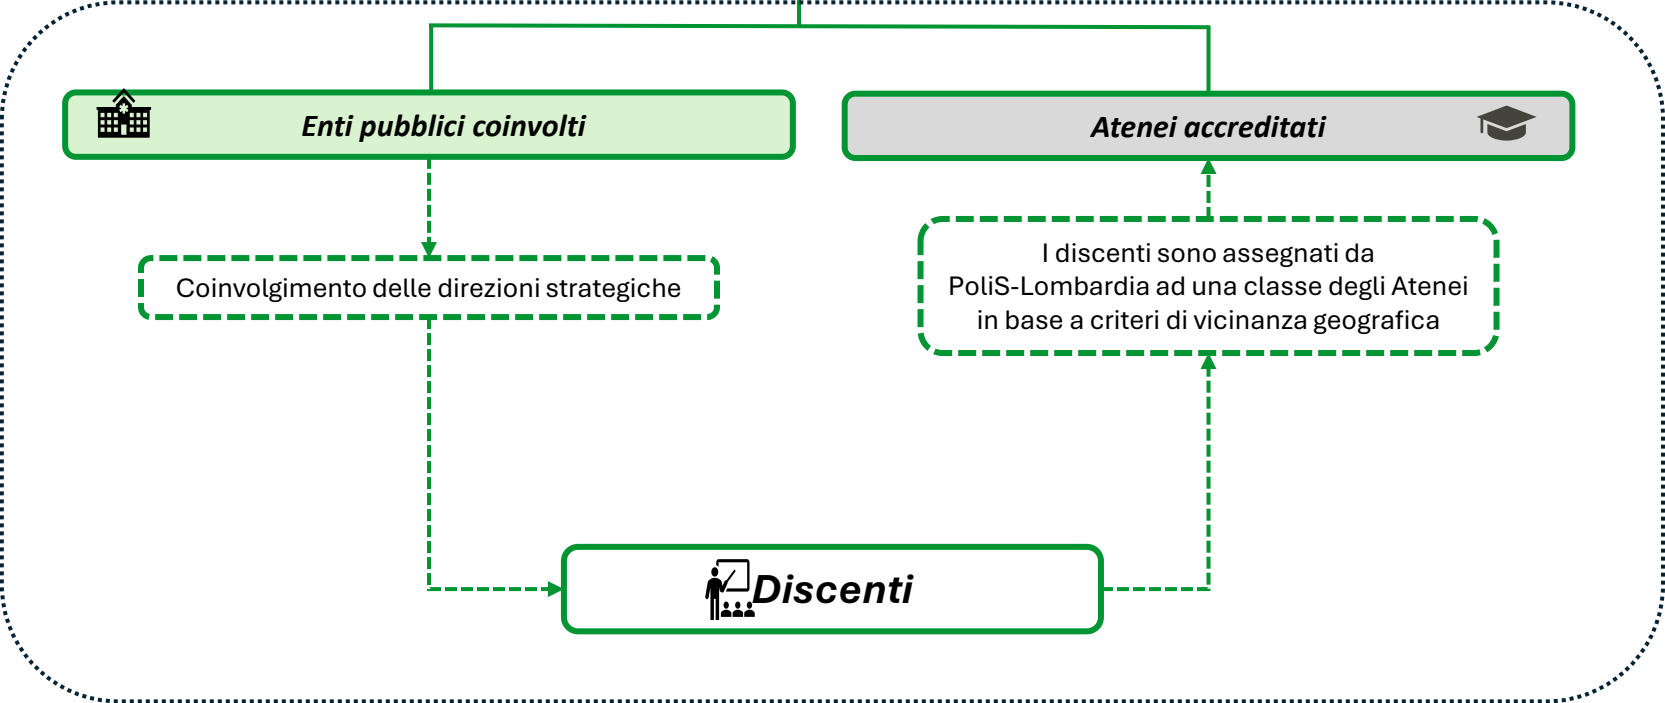 Enti pubblici coinvolti
Atenei accreditati
Coinvolgimento delle direzioni strategiche
I discenti sono assegnati da
PoliS-Lombardia ad una classe degli Atenei
in base a criteri di vicinanza geografica
Discenti